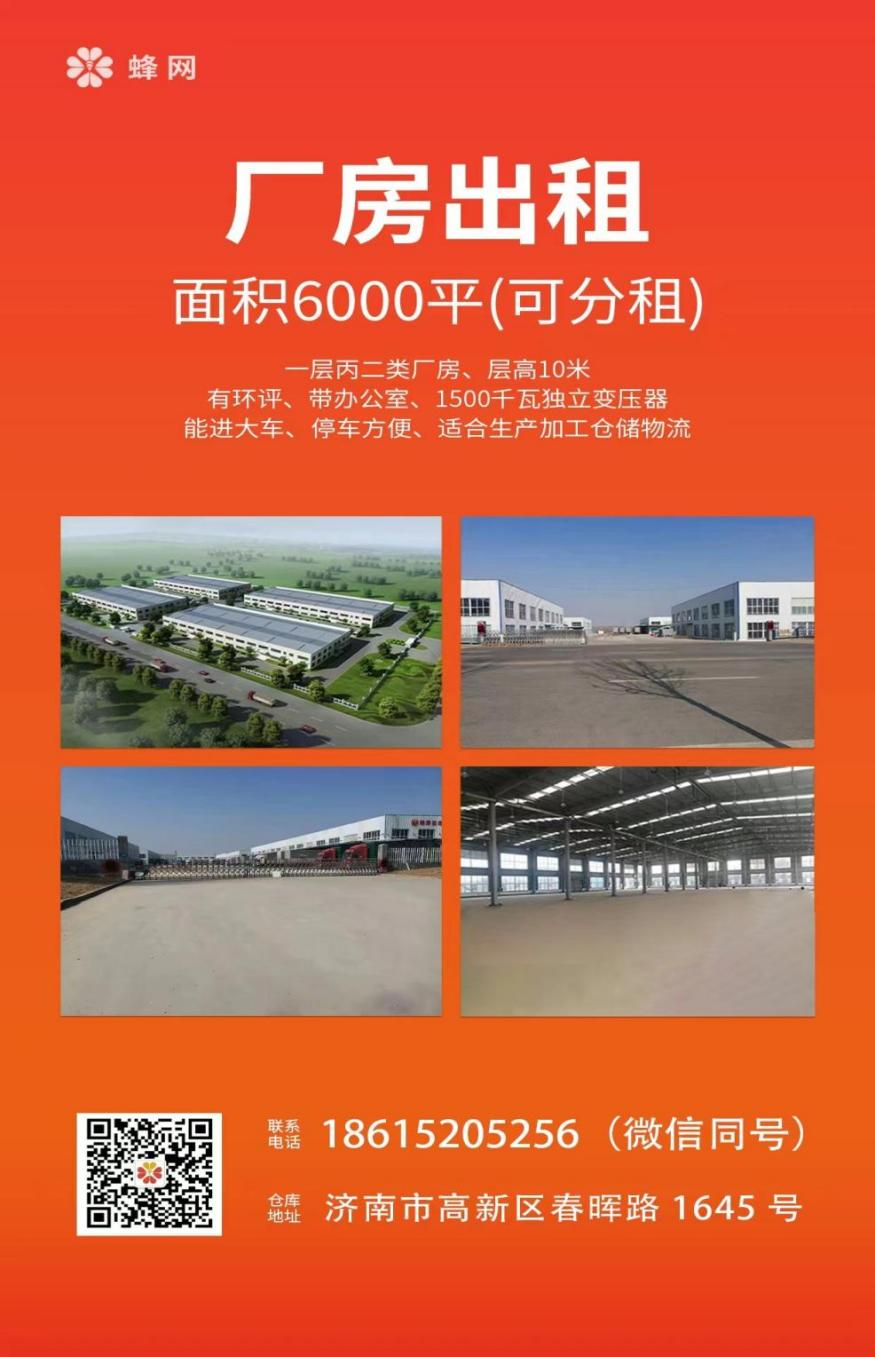 蜂网
厂房出租
面积6000平(可分租)
一层丙二类厂房、层高10米
有环评、带办公室、1500千瓦独立变压器
能进大车、停车方便、适合生产加工仓储物流
联系电话 18615205256（微信同号）
仓库地址 济南市高新区春晖路 1645 号